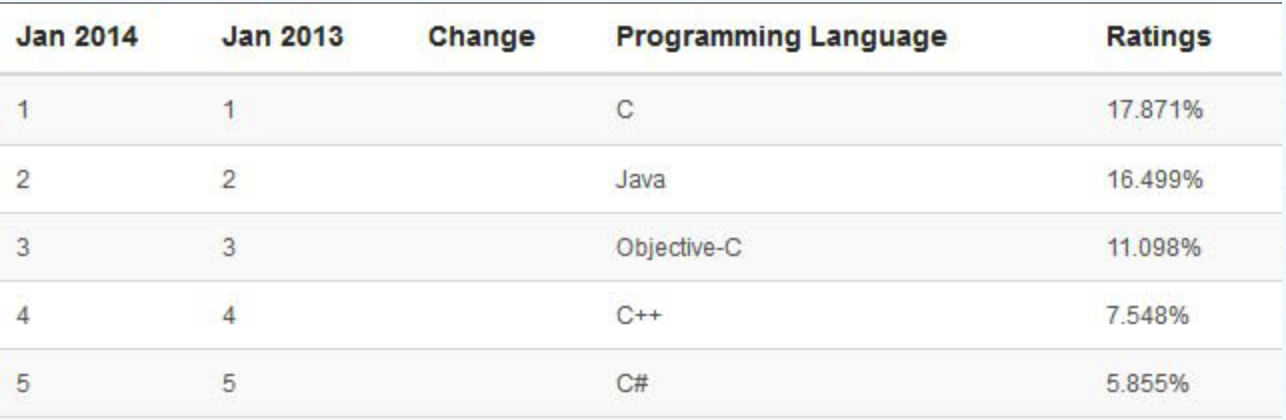 Jan 2014 Jan 2013 Change Programming Language Ratings
1 1 C 17.871%
2 2 Java 16.499%
3 3 Objective-C 11.098%
4 4 C++ 7.548%
5 5 C# 5.855%